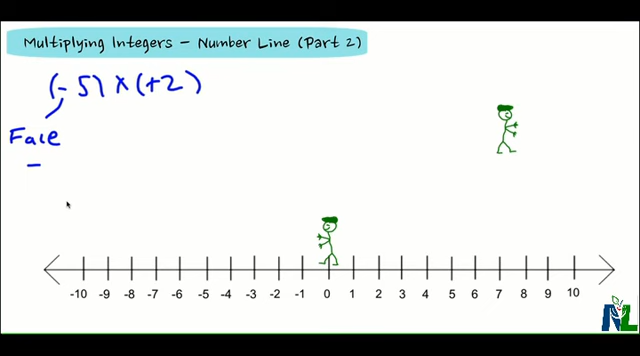 Multiplying Integers – Number Line (Part 2)
(-5) × (+2)
Face
–
-10 -9 -8 -7 -6 -5 -4 -3 -2 -1 0 1 2 3 4 5 6 7 8 9 10
NL